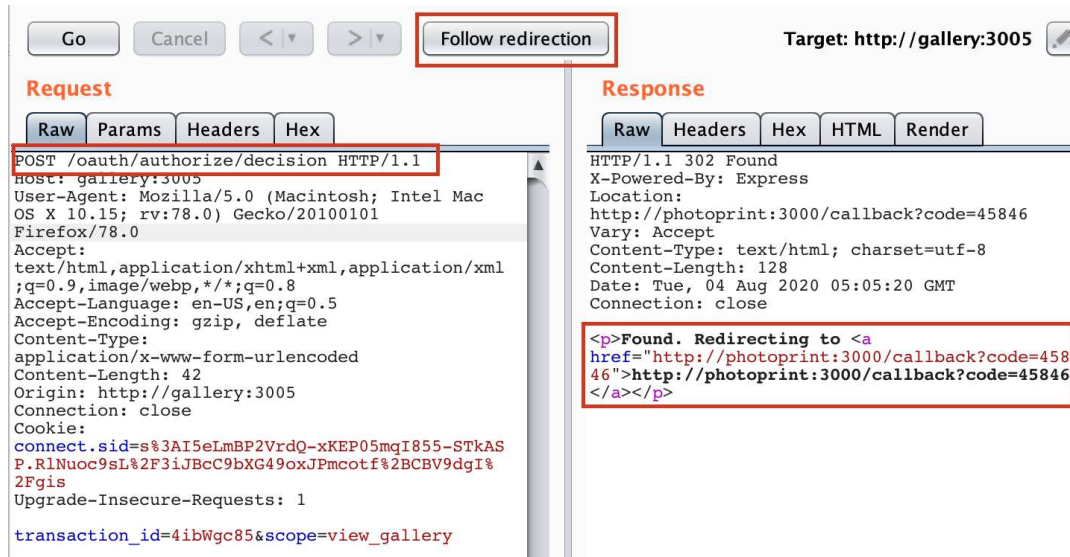 Go Cancel < > Follow redirection Target: http://gallery:3005
Request
Raw Params Headers Hex
POST /oauth/authorize/decision HTTP/1.1
Host: gallery:3005
User-Agent: Mozilla/5.0 (Macintosh; Intel Mac
OS X 10.15; rv:78.0) Gecko/20100101
Firefox/78.0
Accept:
text/html,application/xhtml+xml,application/xml
;q=0.9,image/webp,*/*;q=0.8
Accept-Language: en-US,en;q=0.5
Accept-Encoding: gzip, deflate
Content-Type:
application/x-www-form-urlencoded
Content-Length: 42
Origin: http://gallery:3005
Connection: close
Cookie:
connect.sid=s%3AI5eLmBP2VrdQ-xKEP05mqI855-STkAS
P.RlNuoc9sL%2F3iJBcC9bXG49oxJPmcotf%2BCBV9dgI%
2Fgis
Upgrade-Insecure-Requests: 1
transaction_id=4ibWgc85&scope=view_gallery
Response
Raw Headers Hex HTML Render
HTTP/1.1 302 Found
X-Powered-By: Express
Location:
http://photoprint:3000/callback?code=45846
Vary: Accept
Content-Type: text/html; charset=utf-8
Content-Length: 128
Date: Tue, 04 Aug 2020 05:05:20 GMT
Connection: close
<p>Found. Redirecting to <a
href="http://photoprint:3000/callback?code=458
46">http://photoprint:3000/callback?code=45846
</a></p>